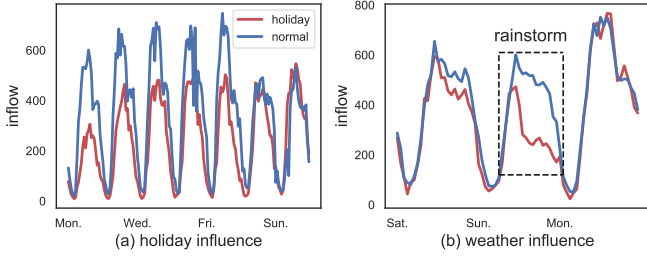 holiday
normal
inflow
600
400
200
0
Mon.
Wed.
Fri.
Sun.
(a) holiday influence
800
rainstorm
inflow
600
400
200
0
Sat.
Sun.
Mon.
(b) weather influence